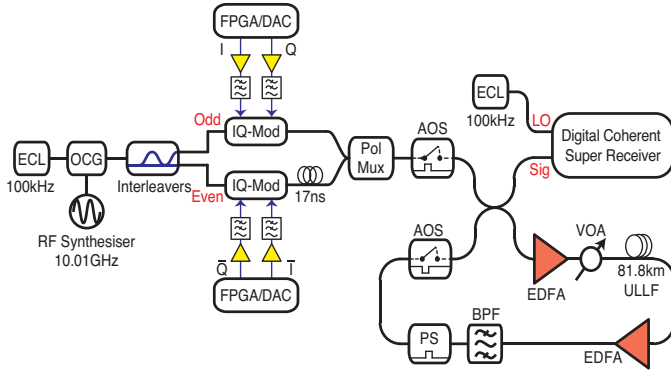 FPGA/DAC
I
Q
Odd
IQ-Mod
ECL
100kHz
OCG
Interleavers
RF Synthesiser
10.01GHz
Even
IQ-Mod
17ns
Q̅
I̅
FPGA/DAC
Pol
Mux
AOS
ECL
100kHz
LO
Sig
Digital Coherent
Super Receiver
AOS
EDFA
VOA
81.8km
ULLF
PS
BPF
EDFA